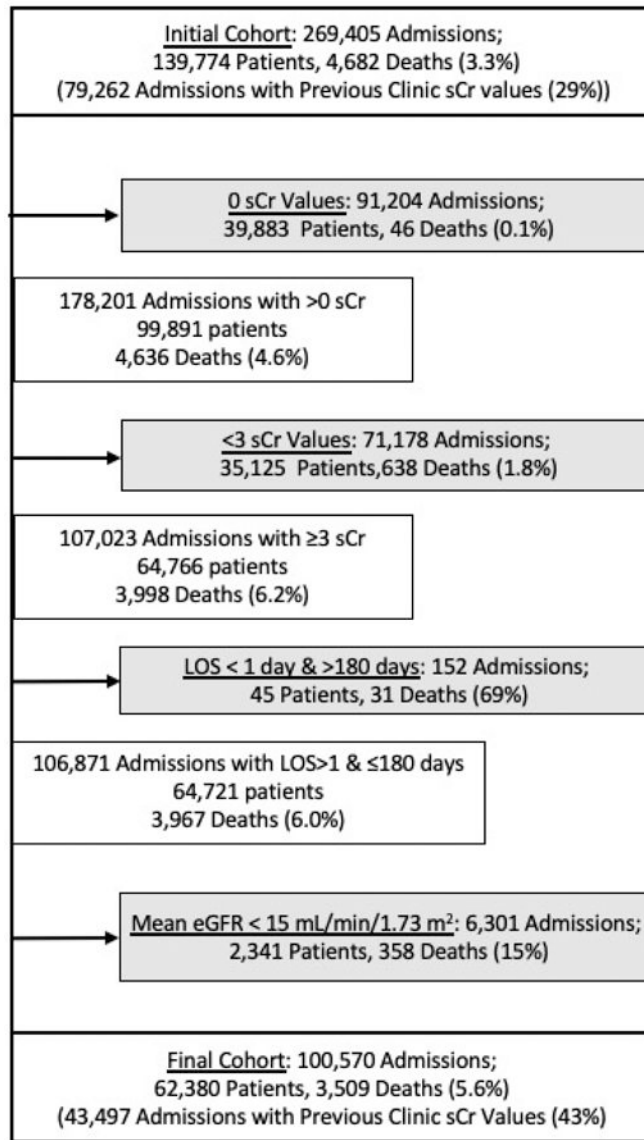 Initial Cohort: 269,405 Admissions;
139,774 Patients, 4,682 Deaths (3.3%)
(79,262 Admissions with Previous Clinic sCr values (29%))
0 sCr Values: 91,204 Admissions;
39,883 Patients, 46 Deaths (0.1%)
178,201 Admissions with >0 sCr
99,891 patients
4,636 Deaths (4.6%)
<3 sCr Values: 71,178 Admissions;
35,125 Patients,638 Deaths (1.8%)
107,023 Admissions with ≥3 sCr
64,766 patients
3,998 Deaths (6.2%)
LOS < 1 day & >180 days: 152 Admissions;
45 Patients, 31 Deaths (69%)
106,871 Admissions with LOS>1 & ≤180 days
64,721 patients
3,967 Deaths (6.0%)
Mean eGFR < 15 mL/min/1.73 m²: 6,301 Admissions;
2,341 Patients, 358 Deaths (15%)
Final Cohort: 100,570 Admissions;
62,380 Patients, 3,509 Deaths (5.6%)
(43,497 Admissions with Previous Clinic sCr Values (43%)